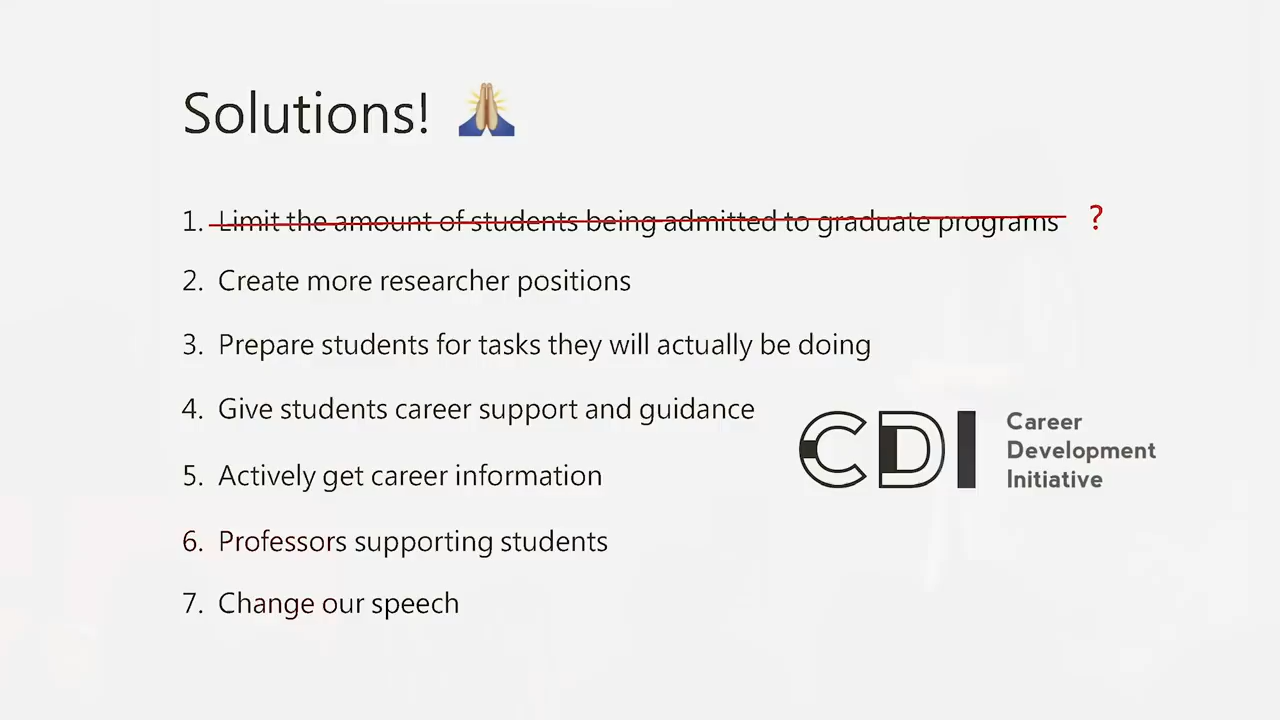 Solutions! 🙏
1. Limit the amount of students being admitted to graduate programs ?
2. Create more researcher positions
3. Prepare students for tasks they will actually be doing
4. Give students career support and guidance
5. Actively get career information
6. Professors supporting students
7. Change our speech
CDI
Career
Development
Initiative